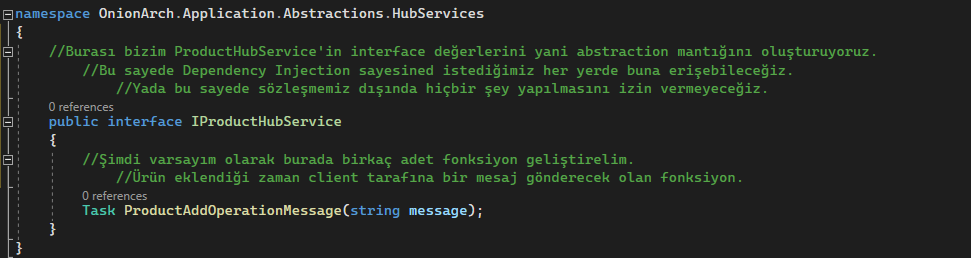 namespace OnionArch.Application.Abstractions.HubServices
{
//Burası bizim ProductHubService'in interface değerlerini yani abstraction mantığını oluşturuyoruz.
//Bu sayede Dependency Injection sayesined istediğimiz her yerde buna erişebileceğiz.
//Yada bu sayede sözleşmemiz dışında hiçbir şey yapılmasını izin vermeyeceğiz.
0 references
public interface IProductHubService
{
//Şimdi varsayım olarak burada birkaç adet fonksiyon geliştirelim.
//Ürün eklendiği zaman client tarafına bir mesaj gönderecek olan fonksiyon.
0 references
Task ProductAddOperationMessage(string message);
}
}